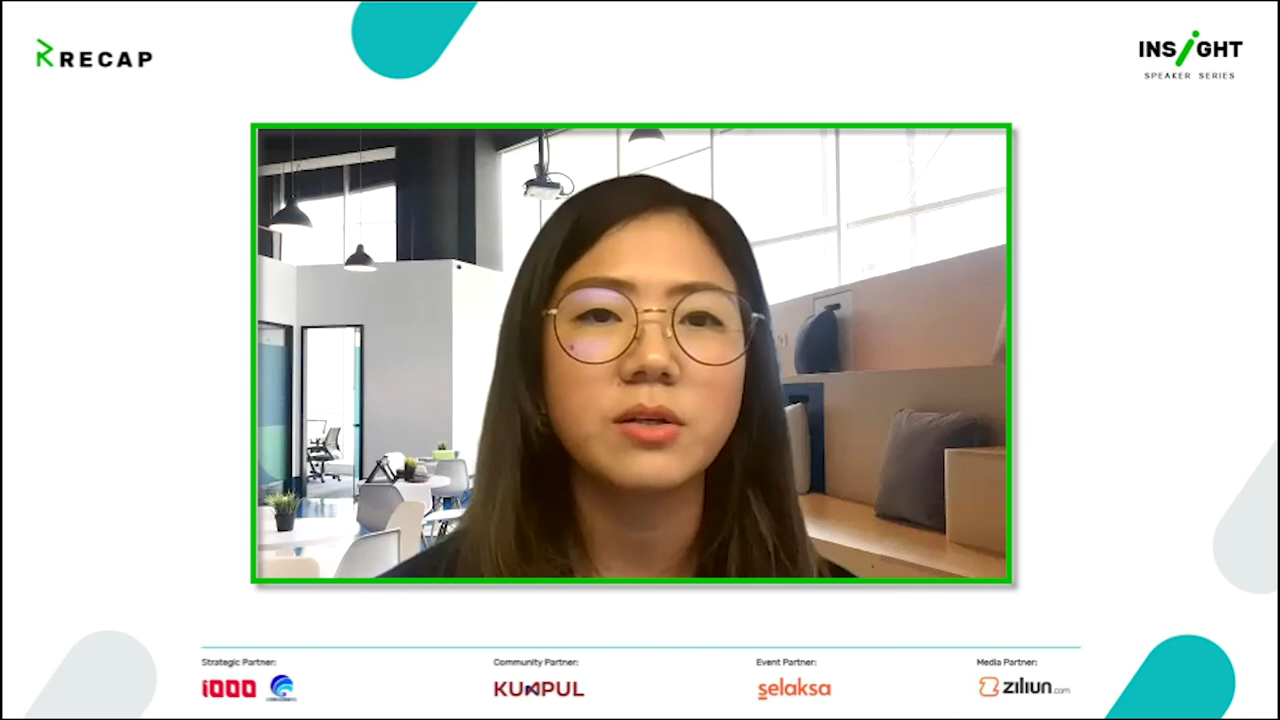 RECAP
INSIGHT
SPEAKER SERIES
Strategic Partner:
1000
Community Partner:
KUMPUL
Event Partner:
selaksa
Media Partner:
ziliun.com